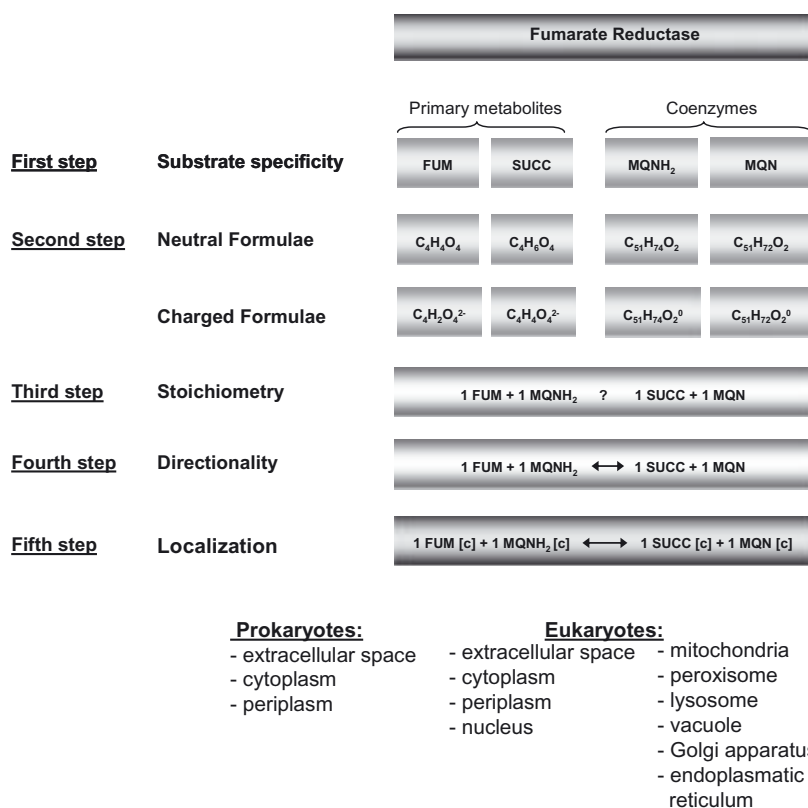 Fumarate Reductase
Primary metabolites Coenzymes
First step Substrate specificity FUM SUCC MQNH₂ MQN
Second step Neutral Formulae C₄H₄O₄ C₄H₆O₄ C₅₁H₇₄O₂ C₅₁H₇₂O₂
Charged Formulae C₄H₂O₄²⁻ C₄H₄O₄²⁻ C₅₁H₇₄O₂⁰ C₅₁H₇₂O₂⁰
Third step Stoichiometry 1 FUM + 1 MQNH₂ ? 1 SUCC + 1 MQN
Fourth step Directionality 1 FUM + 1 MQNH₂ ↔ 1 SUCC + 1 MQN
Fifth step Localization 1 FUM [c] + 1 MQNH₂ [c] ↔ 1 SUCC [c] + 1 MQN [c]
Prokaryotes:
- extracellular space
- cytoplasm
- periplasm
Eukaryotes:
- extracellular space
- cytoplasm
- periplasm
- nucleus
- mitochondria
- peroxisome
- lysosome
- vacuole
- Golgi apparatus
- endoplasmatic
reticulum